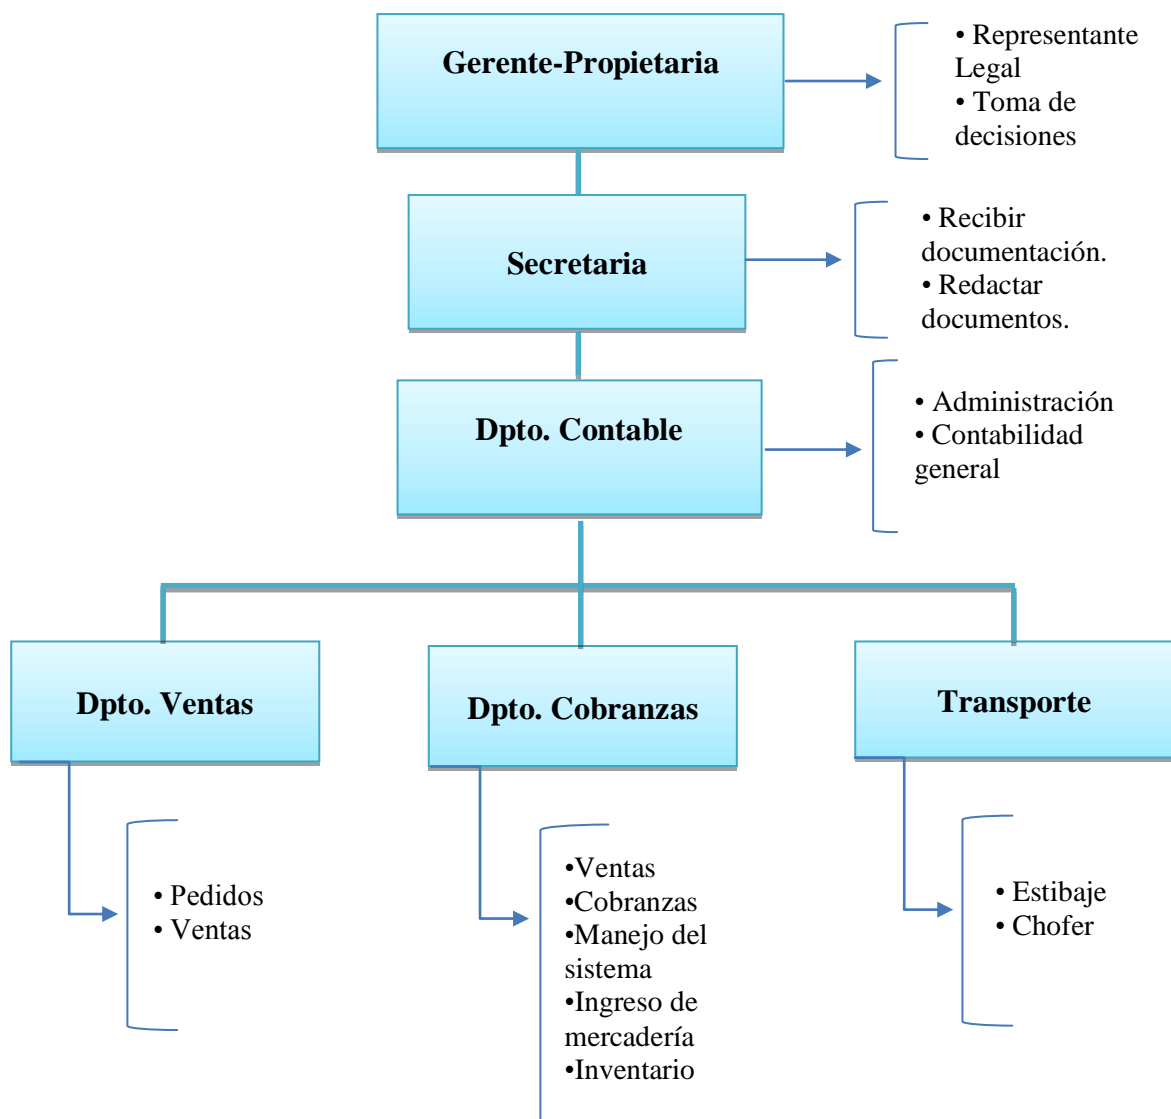 Gerente-Propietaria
• Representante
Legal
• Toma de
decisiones
Secretaria
• Recibir
documentación.
• Redactar
documentos.
Dpto. Contable
• Administración
• Contabilidad
general
Dpto. Ventas
Dpto. Cobranzas
Transporte
• Pedidos
• Ventas
•Ventas
•Cobranzas
•Manejo del
sistema
•Ingreso de
mercadería
•Inventario
• Estibaje
• Chofer